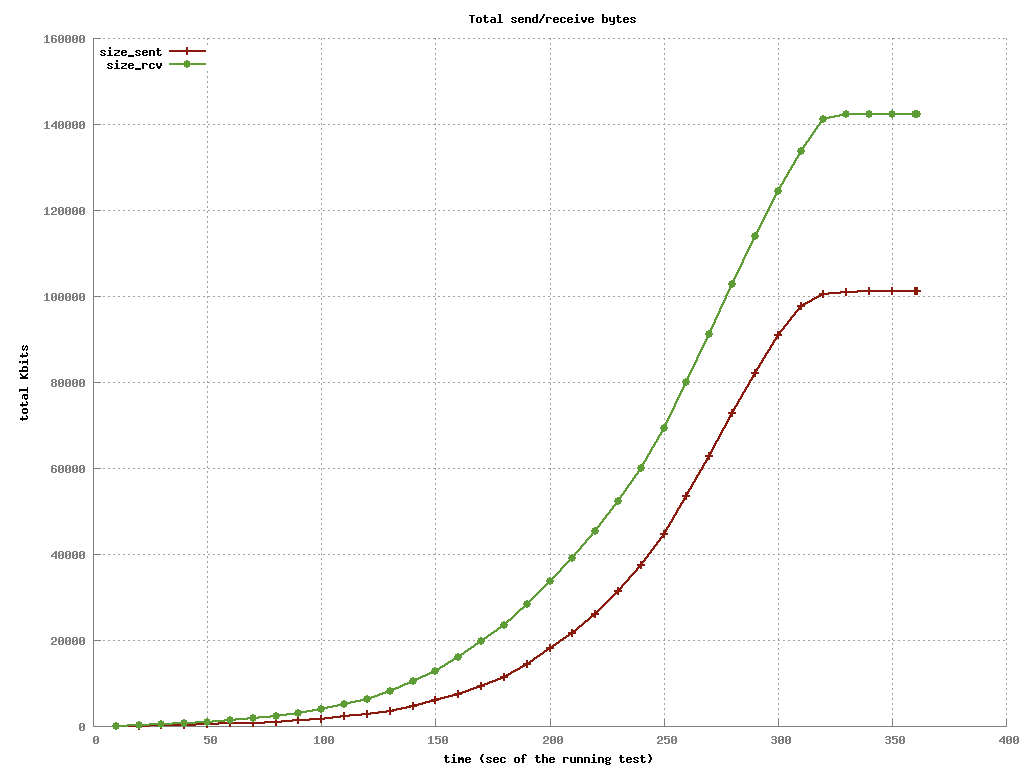 Total send/receive bytes
size_sent
size_rcv
160000
140000
120000
100000
80000
60000
40000
20000
0
total Kbits
0 50 100 150 200 250 300 350 400
time (sec of the running test)